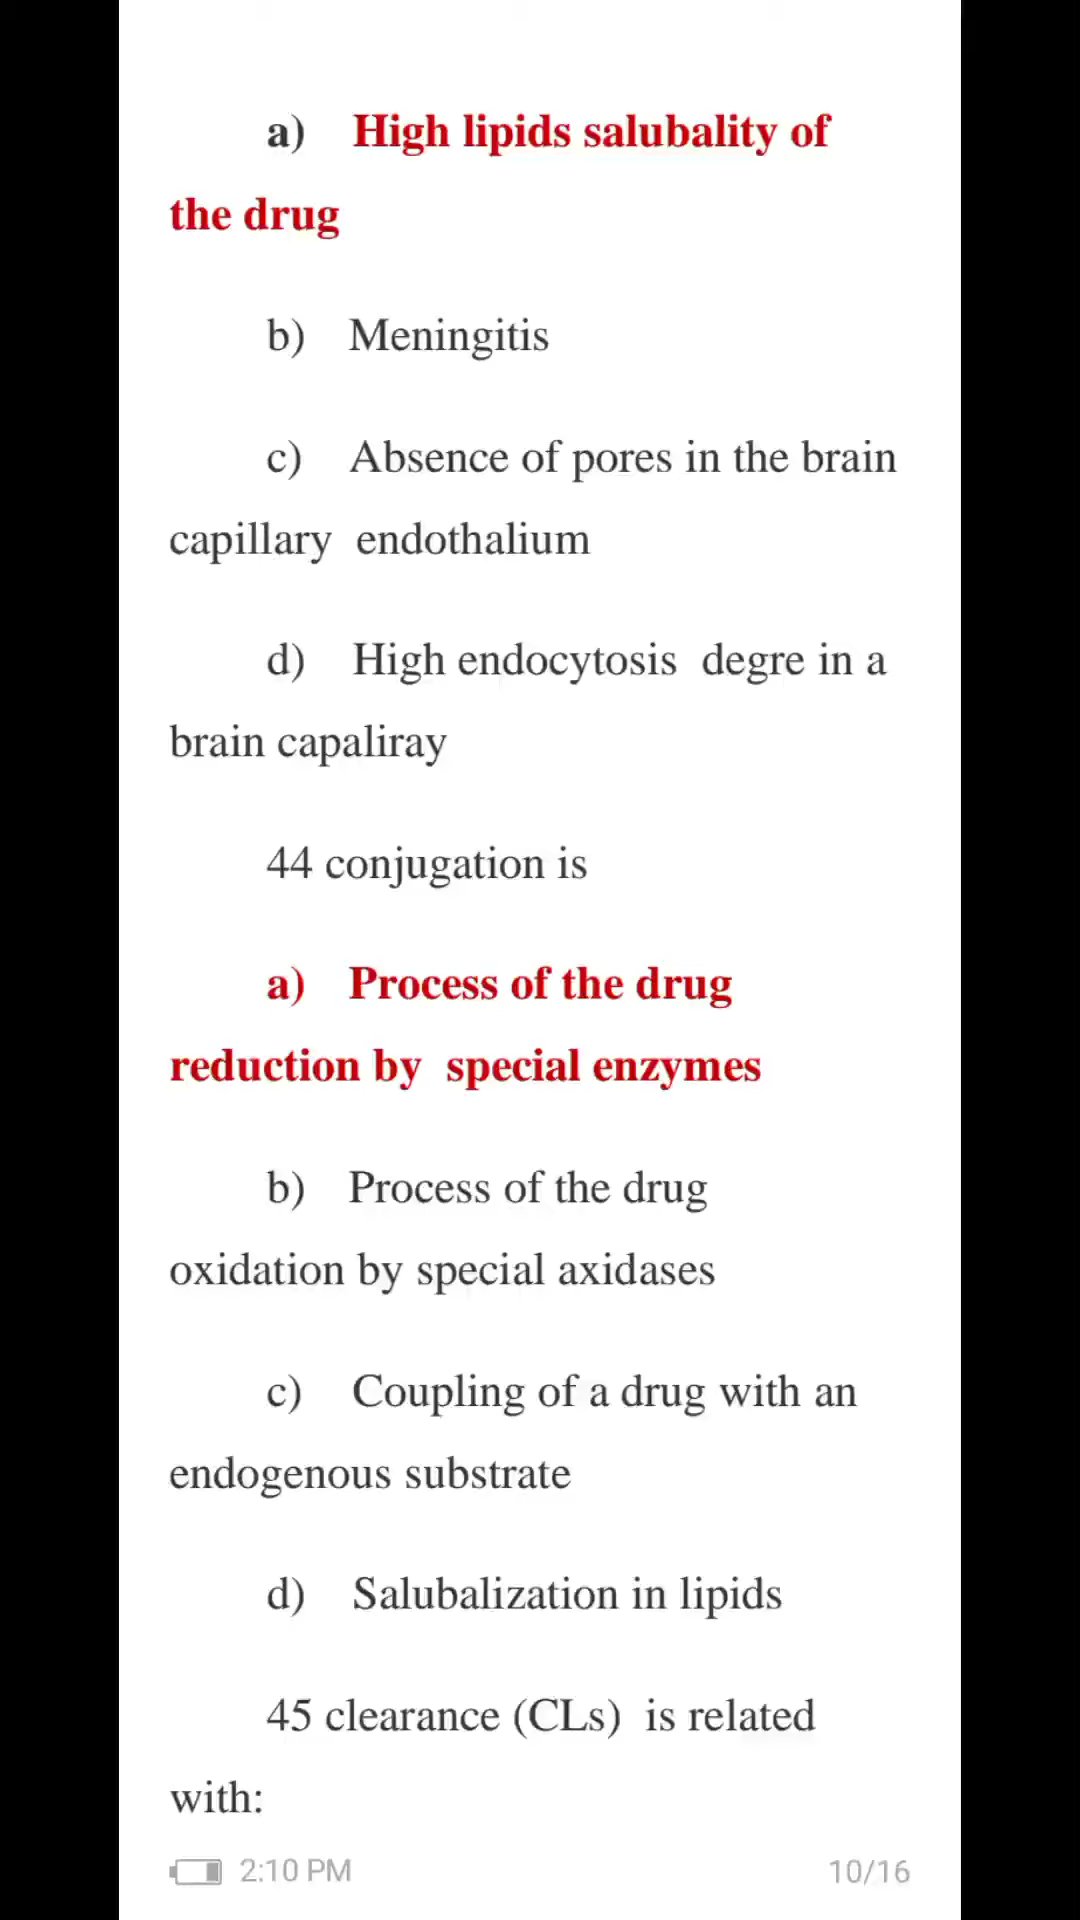 a) High lipids salubality of
the drug
b) Meningitis
c) Absence of pores in the brain
capillary endothalium
d) High endocytosis degre in a
brain capaliray
44 conjugation is
a) Process of the drug
reduction by special enzymes
b) Process of the drug
oxidation by special axidases
c) Coupling of a drug with an
endogenous substrate
d) Salubalization in lipids
45 clearance (CLs) is related
with:
2:10 PM 10/16